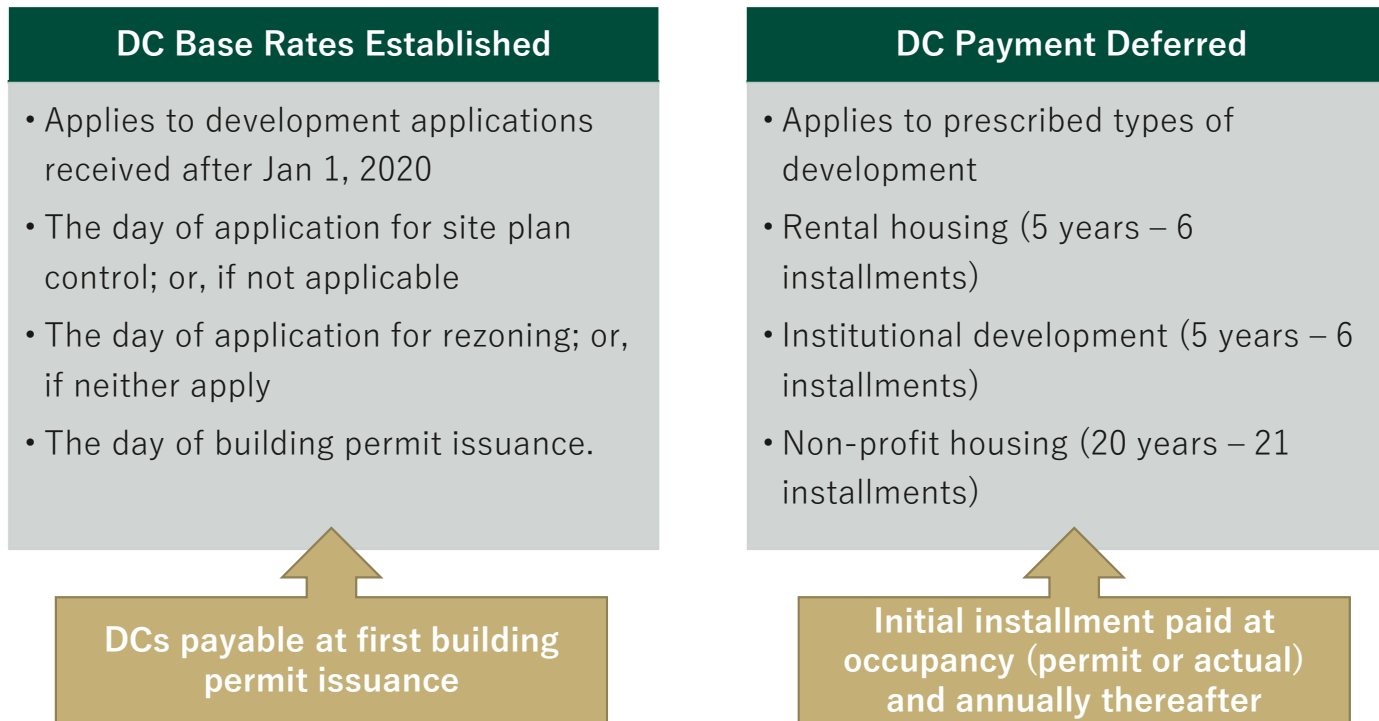 DC Base Rates Established
• Applies to development applications
received after Jan 1, 2020
• The day of application for site plan
control; or, if not applicable
• The day of application for rezoning; or,
if neither apply
• The day of building permit issuance.
DCs payable at first building
permit issuance
DC Payment Deferred
• Applies to prescribed types of
development
• Rental housing (5 years – 6
installments)
• Institutional development (5 years – 6
installments)
• Non-profit housing (20 years – 21
installments)
Initial installment paid at
occupancy (permit or actual)
and annually thereafter